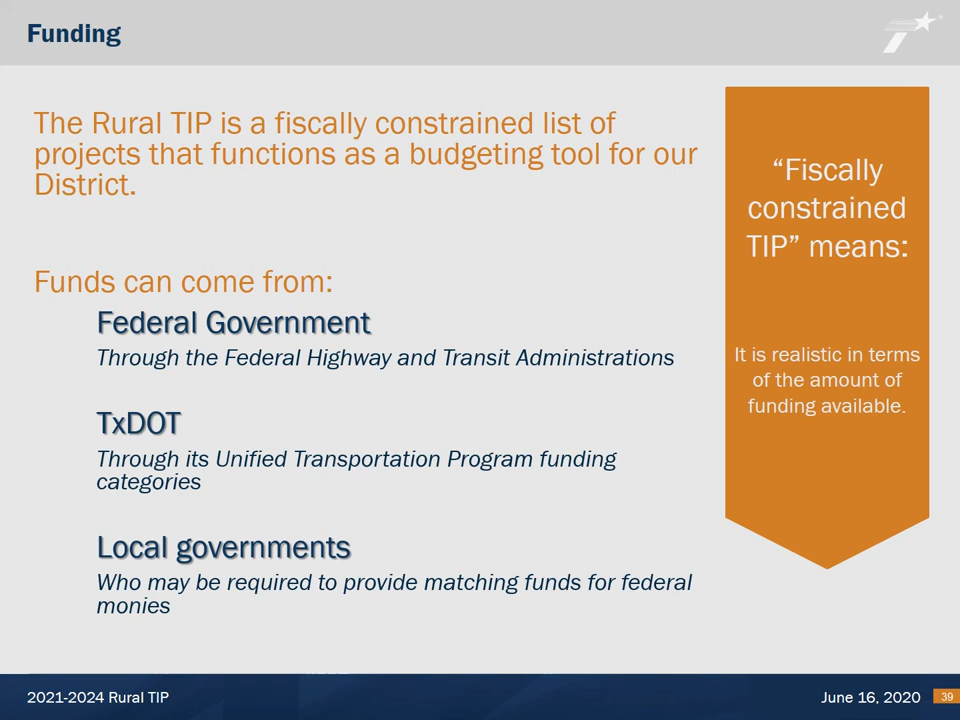 Funding
The Rural TIP is a fiscally constrained list of
projects that functions as a budgeting tool for our
District.
Funds can come from:
Federal Government
Through the Federal Highway and Transit Administrations
TxDOT
Through its Unified Transportation Program funding
categories
Local governments
Who may be required to provide matching funds for federal
monies
“Fiscally
constrained
TIP” means:
It is realistic in terms
of the amount of
funding available.
2021-2024 Rural TIP
June 16, 2020
39